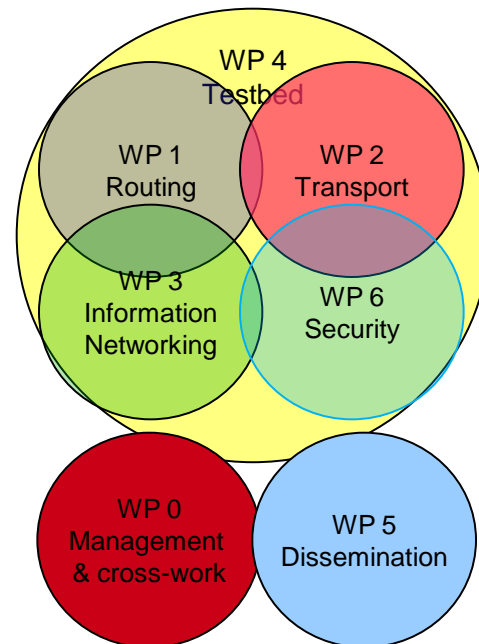 WP 4
Testbed
WP 1
Routing
WP 2
Transport
WP 3
Information
Networking
WP 6
Security
WP 0
Management
& cross-work
WP 5
Dissemination